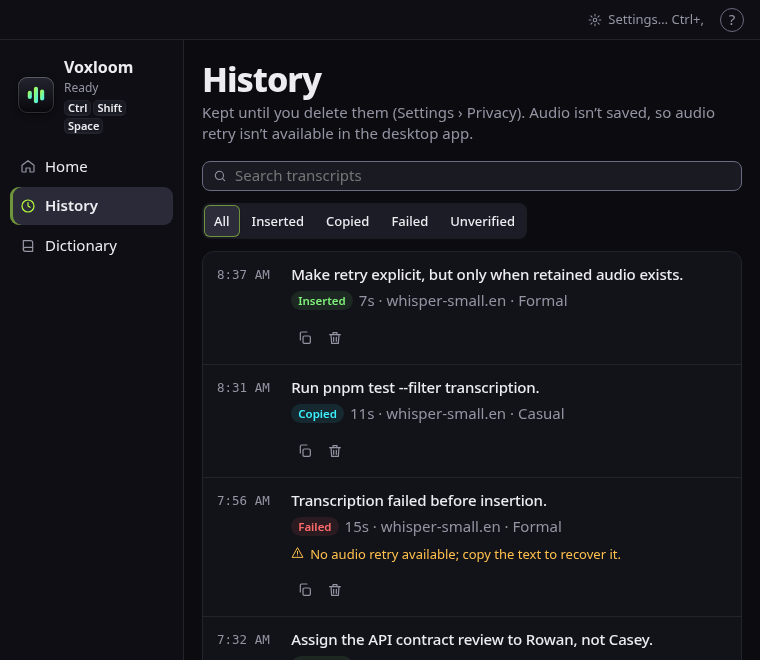 Settings... Ctrl+,
?
Voxloom
Ready
Ctrl Shift
Space
Home
History
Dictionary
History
Kept until you delete them (Settings › Privacy). Audio isn’t saved, so audio
retry isn’t available in the desktop app.
Search transcripts
All Inserted Copied Failed Unverified
8:37 AM Make retry explicit, but only when retained audio exists.
Inserted 7s · whisper-small.en · Formal
8:31 AM Run pnpm test --filter transcription.
Copied 11s · whisper-small.en · Casual
7:56 AM Transcription failed before insertion.
Failed 15s · whisper-small.en · Formal
No audio retry available; copy the text to recover it.
7:32 AM Assign the API contract review to Rowan, not Casey.